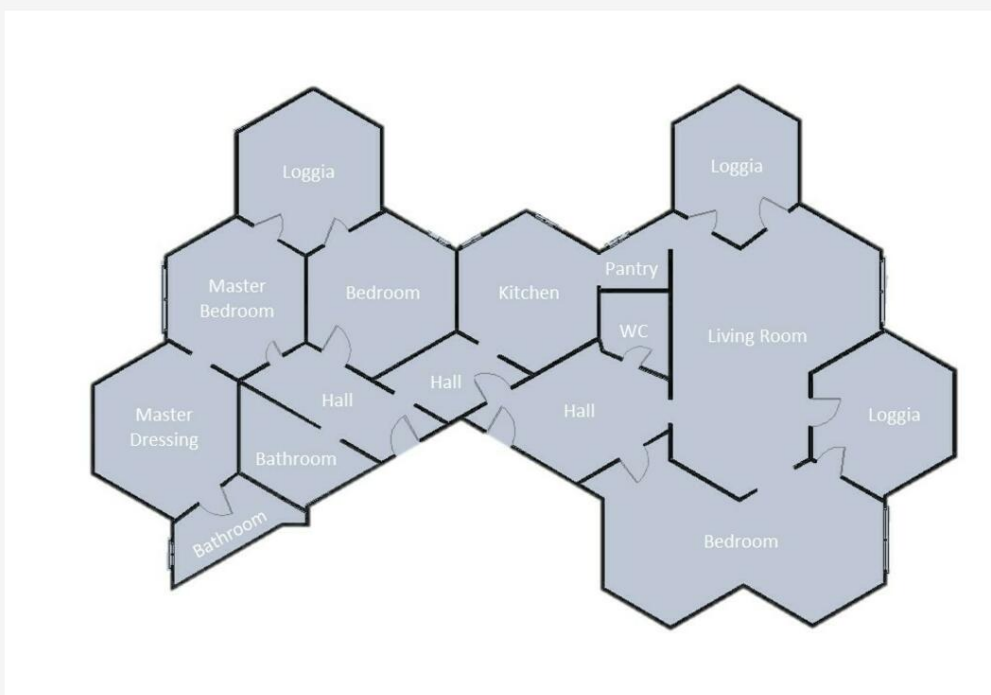 Loggia
Loggia
Pantry
Master
Bedroom
Bedroom
Kitchen
WC
Living Room
Hall
Hall
Hall
Master
Dressing
Loggia
Bathroom
Bathroom
Bedroom